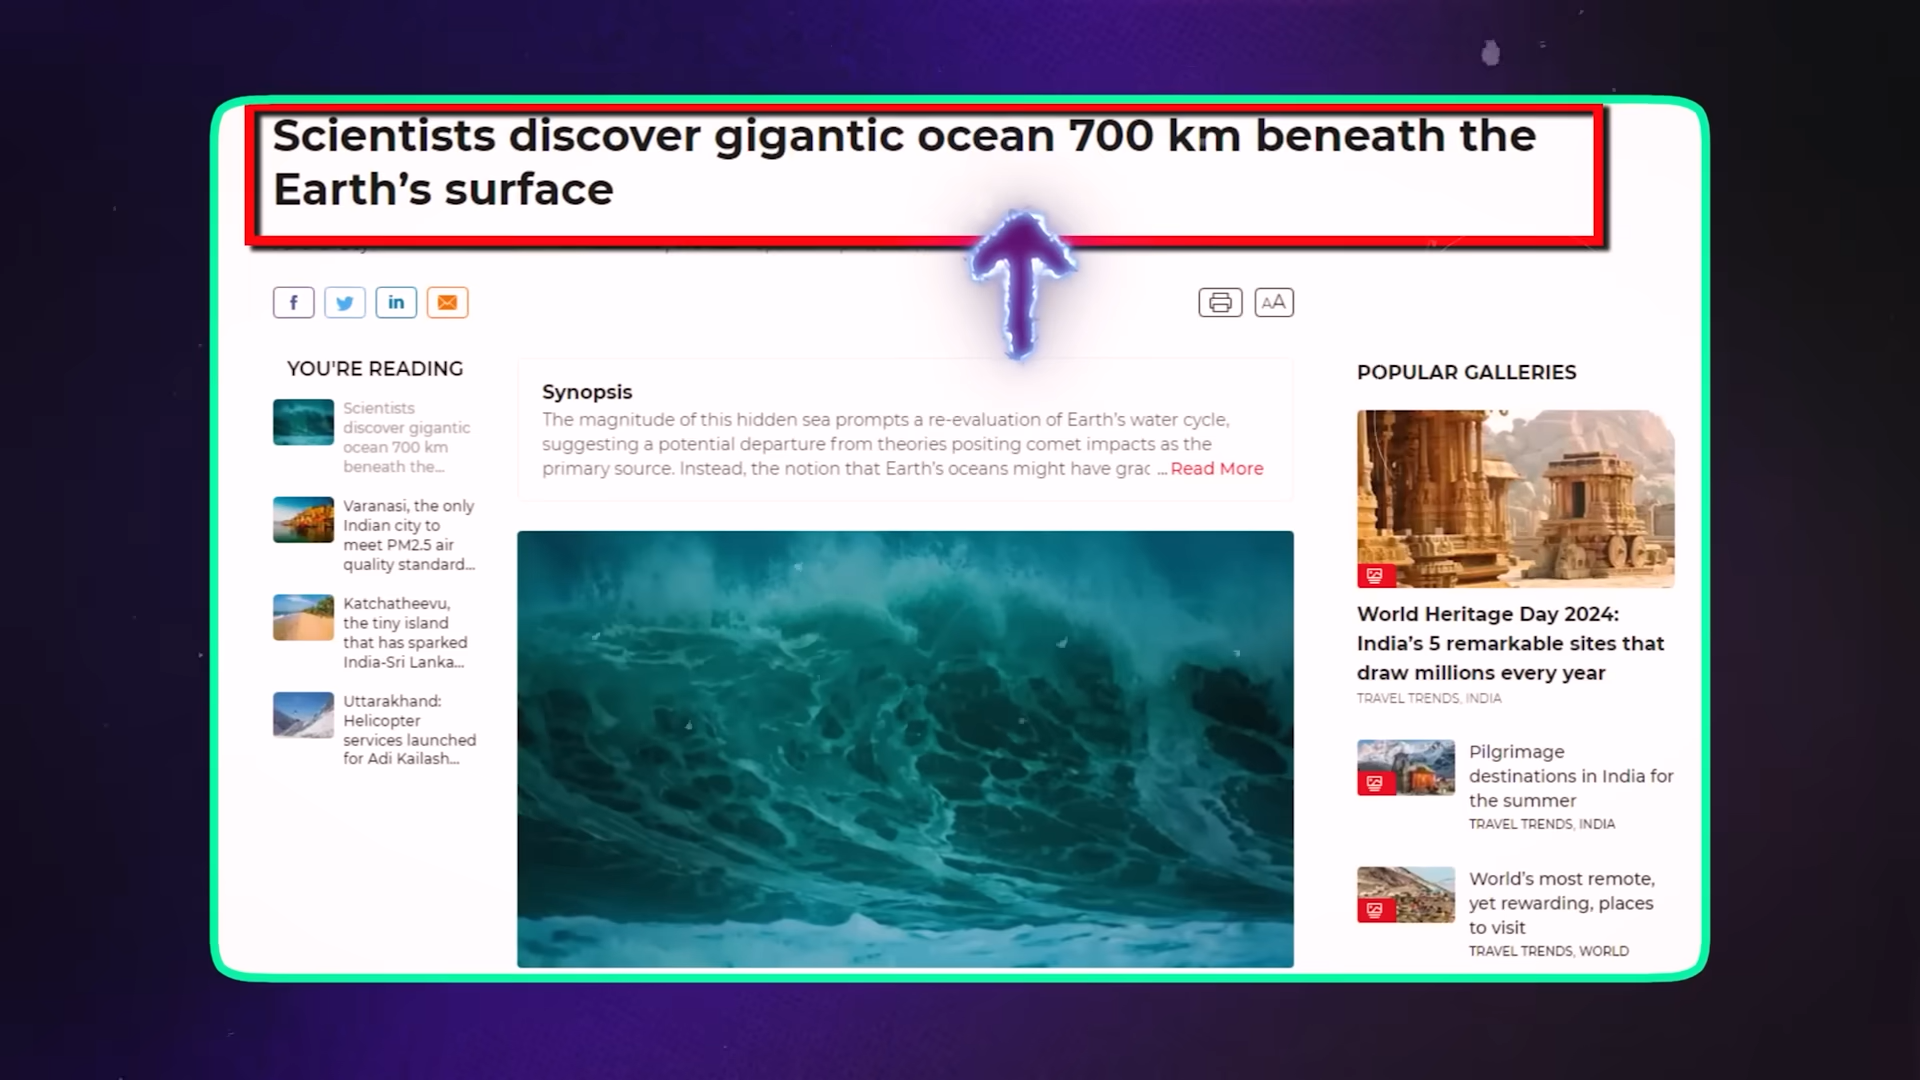 Scientists discover gigantic ocean 700 km beneath the
Earth's surface
f
in
AA
YOU'RE READING
Scientists
discover gigantic
ocean 700 km
beneath the...
Varanasi, the only
Indian city to
meet PM2.5 air
quality standard...
Katchatheevu,
the tiny island
that has sparked
India-Sri Lanka...
Uttarakhand:
Helicopter
services launched
for Adi Kailash...
Synopsis
The magnitude of this hidden sea prompts a re-evaluation of Earth's water cycle,
suggesting a potential departure from theories positing comet impacts as the
primary source. Instead, the notion that Earth's oceans might have grac ... Read More
POPULAR GALLERIES
World Heritage Day 2024:
India's 5 remarkable sites that
draw millions every year
TRAVEL TRENDS, INDIA
Pilgrimage
destinations in India for
the summer
TRAVEL TRENDS, INDIA
World's most remote,
yet rewarding, places
to visit
TRAVEL TRENDS, WORLD